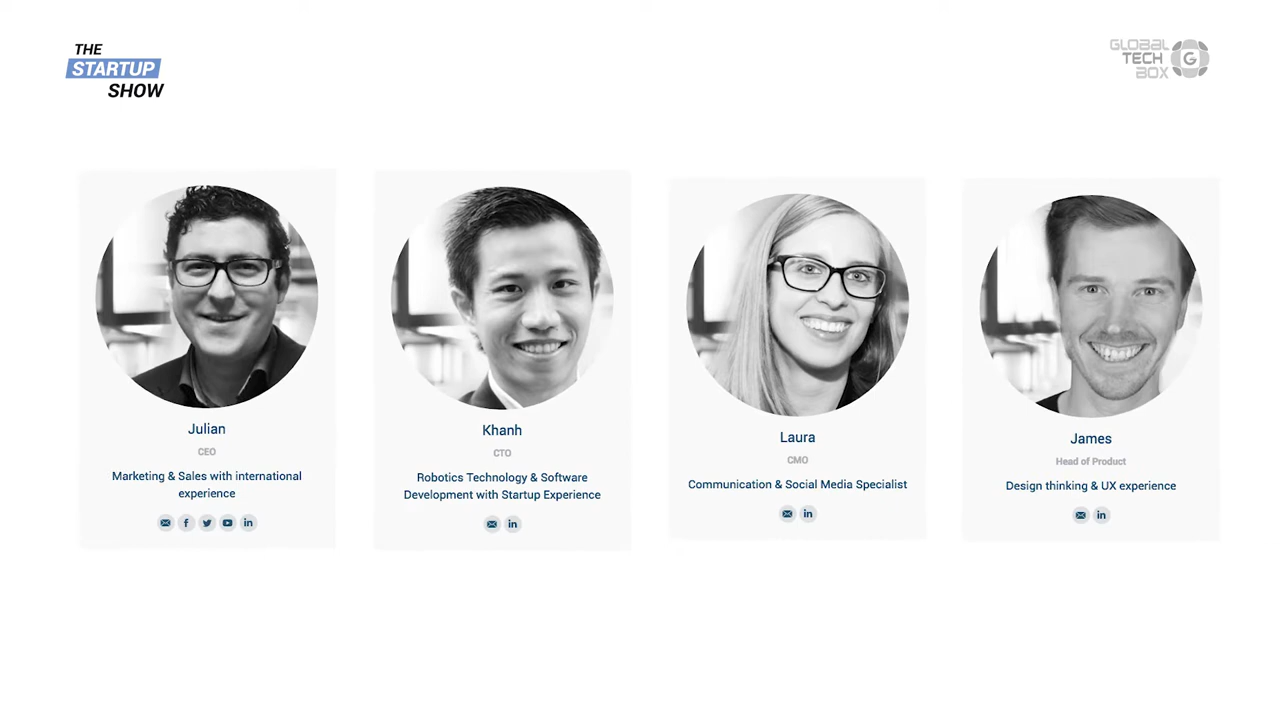 THE
STARTUP
SHOW
GLOBAL
TECH
BOX
G
Julian
CEO
Marketing & Sales with international
experience
Khanh
CTO
Robotics Technology & Software
Development with Startup Experience
Laura
CMO
Communication & Social Media Specialist
James
Head of Product
Design thinking & UX experience